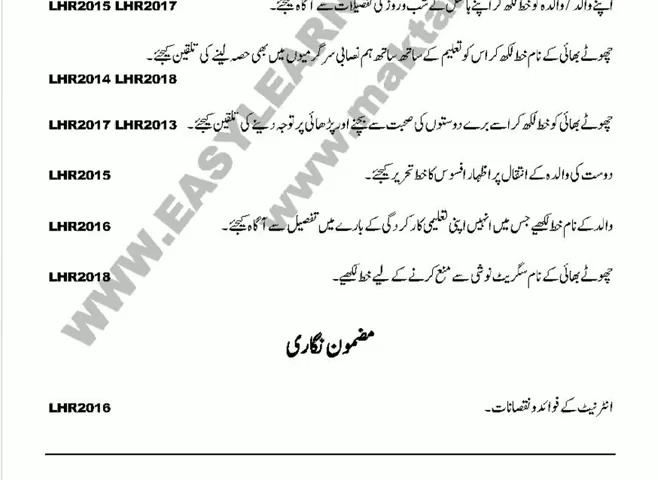 اپنے والد / والدہ کو خط لکھ کر اپنے ہاسٹل کے شب و روز کی تفصیلات سے آگاہ کیجئے۔ LHR2015 LHR2017
چھوٹے بھائی کے نام خط لکھ کر اس کو تعلیم کے ساتھ ساتھ ہم نصابی سرگرمیوں میں بھی حصہ لینے کی تلقین کیجئے۔
LHR2014 LHR2018
چھوٹے بھائی کو خط لکھ کر اسے برے دوستوں کی صحبت سے بچنے اور پڑھائی پر توجہ دینے کی تلقین کیجئے۔ LHR2017 LHR2013
دوست کی والدہ کے انتقال پر اظہار افسوس کا خط تحریر کیجئے۔ LHR2015
والد کے نام خط لکھیے جس میں انہیں اپنی تعلیمی کارکردگی کے بارے میں تفصیل سے آگاہ کیجئے۔ LHR2016
چھوٹے بھائی کے نام سگریٹ نوشی سے منع کرنے کے لیے خط لکھیے۔ LHR2018
مضمون نگاری
انٹرنیٹ کے فوائد و نقصانات۔ LHR2016
WWW.EASYLEARN
www.makta